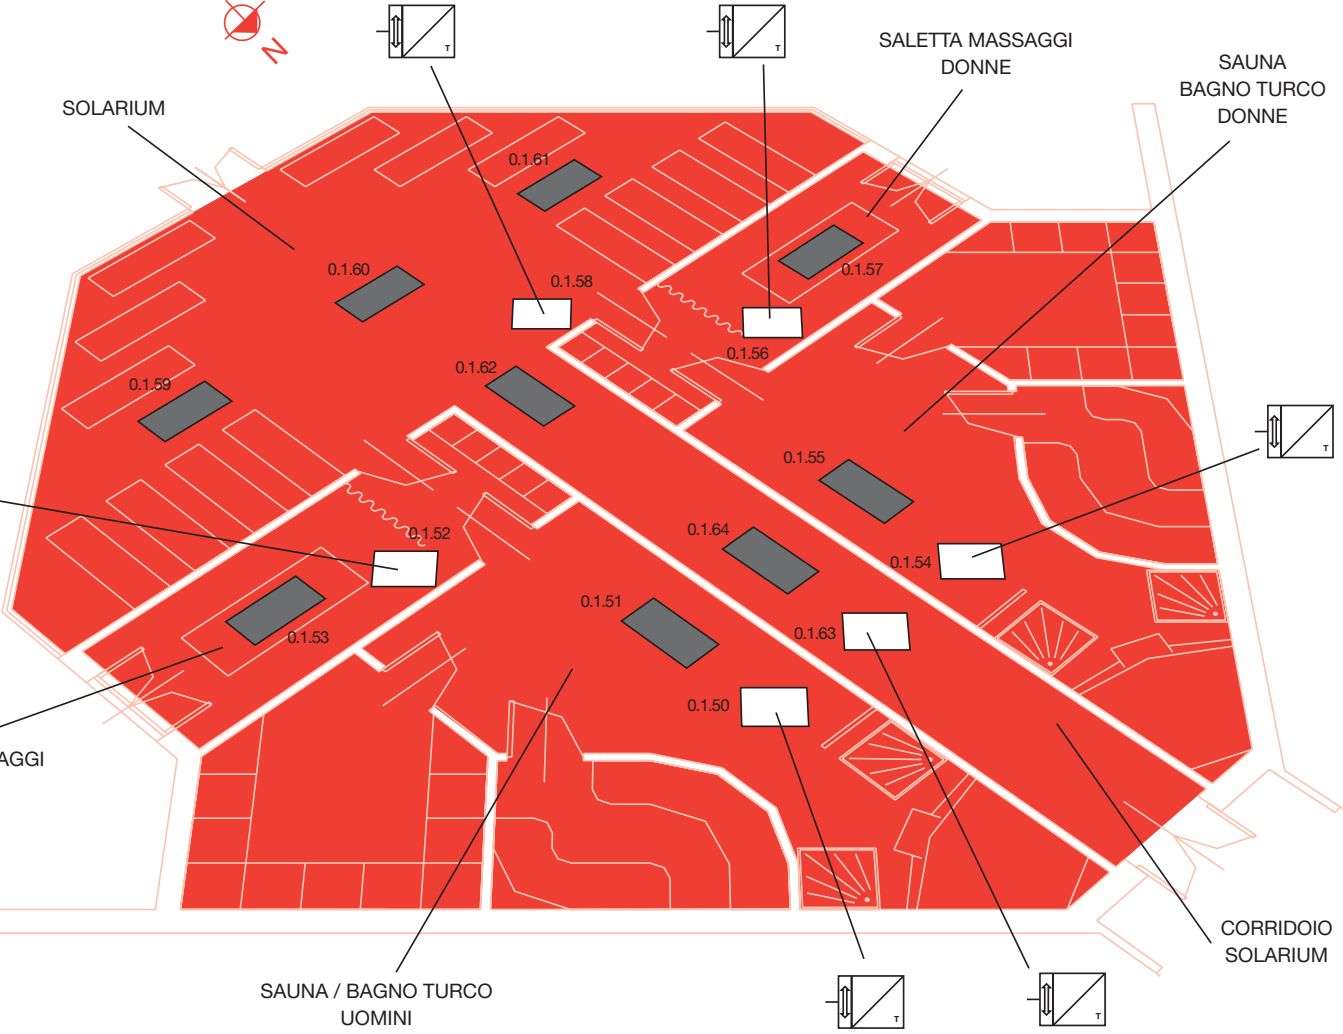 N
T
T
SALETTA MASSAGGI
DONNE
SAUNA
BAGNO TURCO
DONNE
SOLARIUM
0.1.61
0.1.60
0.1.58
0.1.57
0.1.56
0.1.62
0.1.59
0.1.55
T
0.1.52
0.1.64
0.1.54
0.1.51
0.1.63
0.1.53
0.1.50
AGGI
CORRIDOIO
SOLARIUM
SAUNA / BAGNO TURCO
UOMINI
T
T